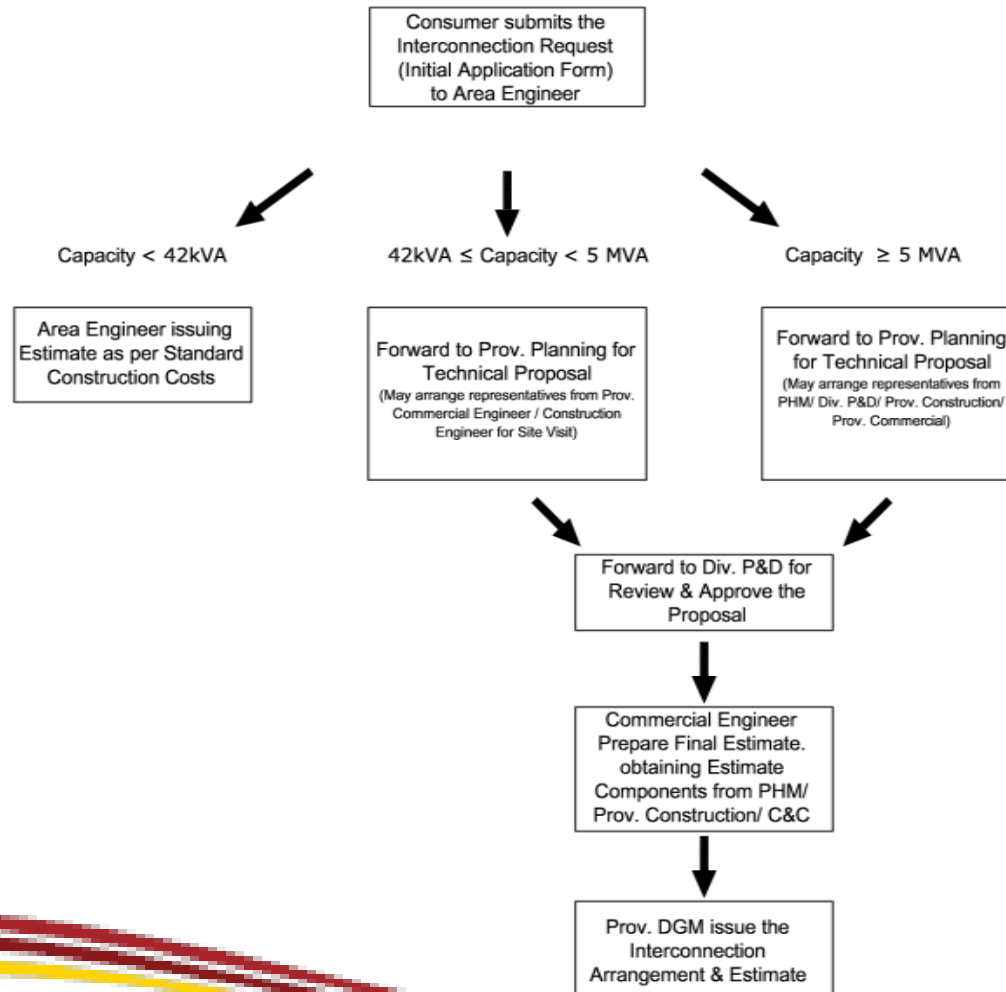 Consumer submits the
Interconnection Request
(Initial Application Form)
to Area Engineer
Capacity < 42kVA
42kVA ≤ Capacity < 5 MVA
Capacity ≥ 5 MVA
Area Engineer issuing
Estimate as per Standard
Construction Costs
Forward to Prov. Planning for
Technical Proposal
(May arrange representatives from Prov.
Commercial Engineer / Construction
Engineer for Site Visit)
Forward to Prov. Planning
for Technical Proposal
(May arrange representatives from
PHM/ Div. P&D/ Prov. Construction/
Prov. Commercial)
Forward to Div. P&D for
Review & Approve the
Proposal
Commercial Engineer
Prepare Final Estimate.
obtaining Estimate
Components from PHM/
Prov. Construction/ C&C
Prov. DGM issue the
Interconnection
Arrangement & Estimate